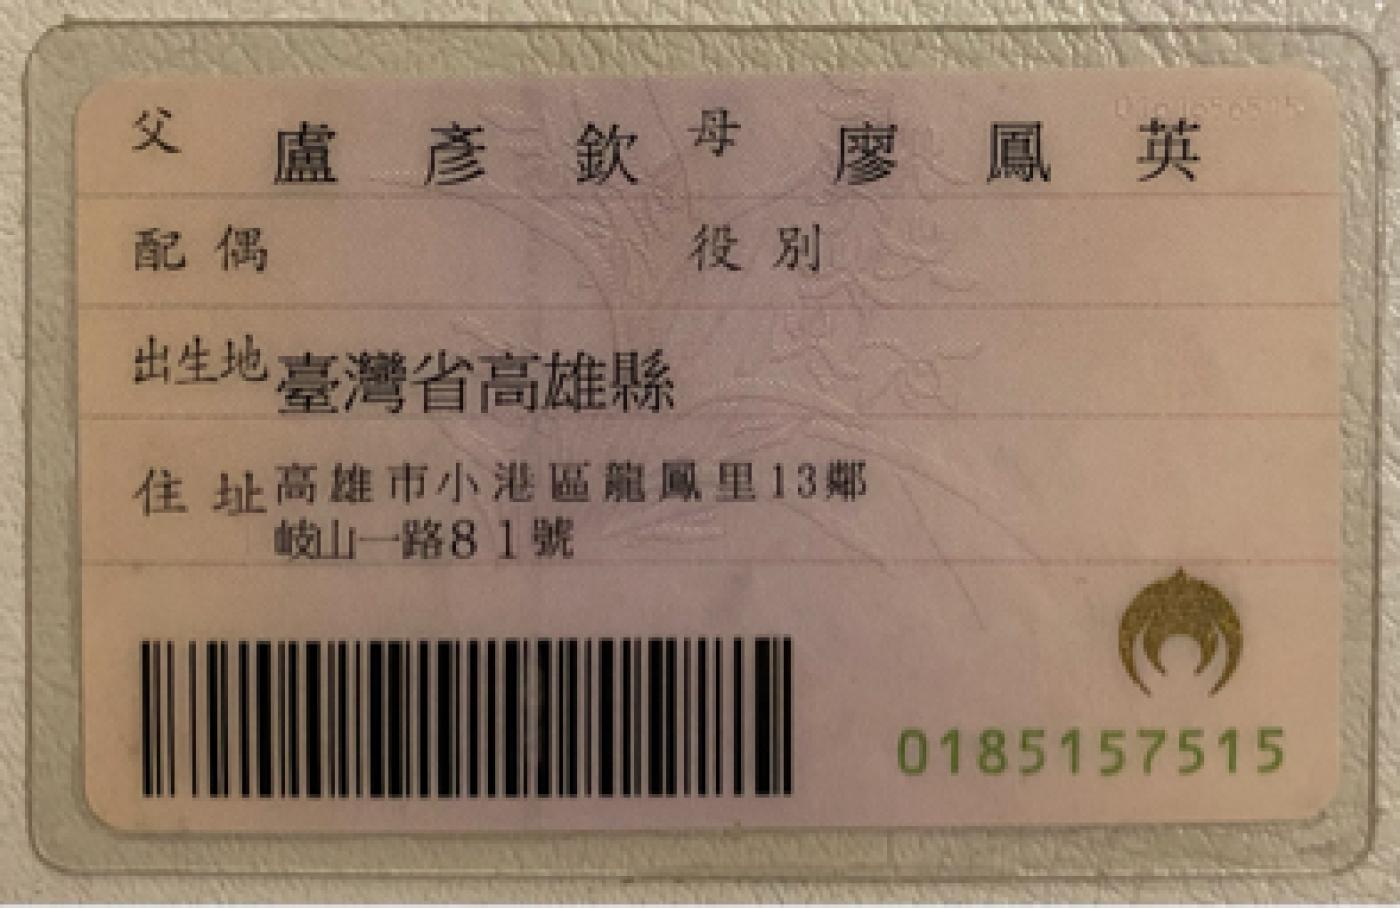 父 盧彥欽 母 廖鳳英
配偶 役別
出生地 臺灣省高雄縣
住址 高雄市小港區龍鳳里13鄰
岐山一路81號
0185157515